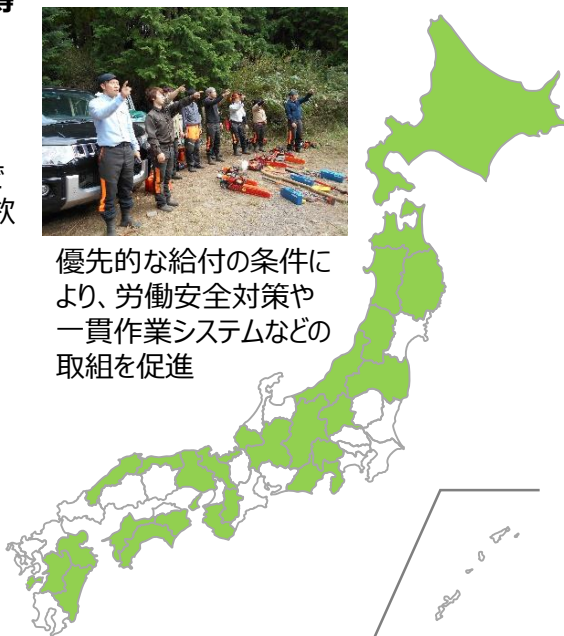 欧
優先的な給付の条件に
より、労働安全対策や
一貫作業システムなどの
取組を促進